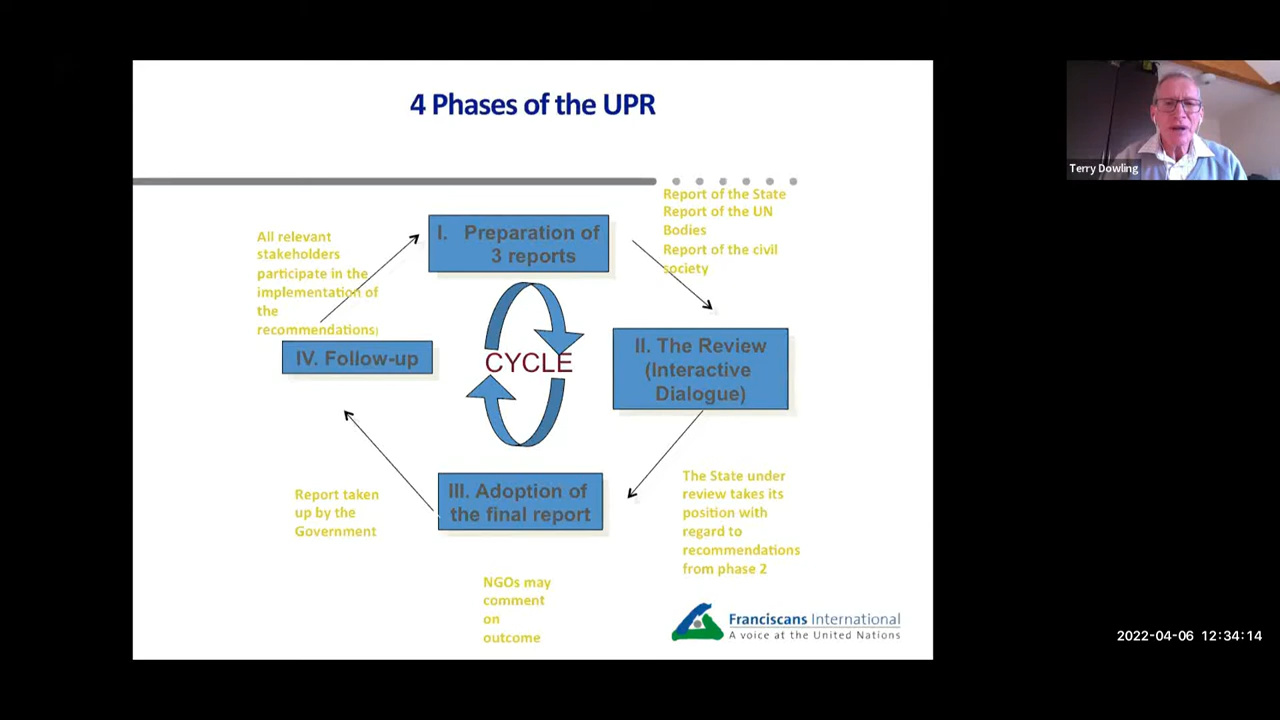 4 Phases of the UPR
Terry Dowling
Report of the State
Report of the UN
Bodies
Report of the civil
society
I. Preparation of
3 reports
All relevant
stakeholders
participate in the
implementation of
the
recommendations)
II. The Review
(Interactive
Dialogue)
IV. Follow-up
CYCLE
III. Adoption of
the final report
The State under
review takes its
position with
regard to
recommendations
from phase 2
Report taken
up by the
Government
NGOs may
comment
on
outcome
Franciscans International
A voice at the United Nations
2022-04-06 12:34:14